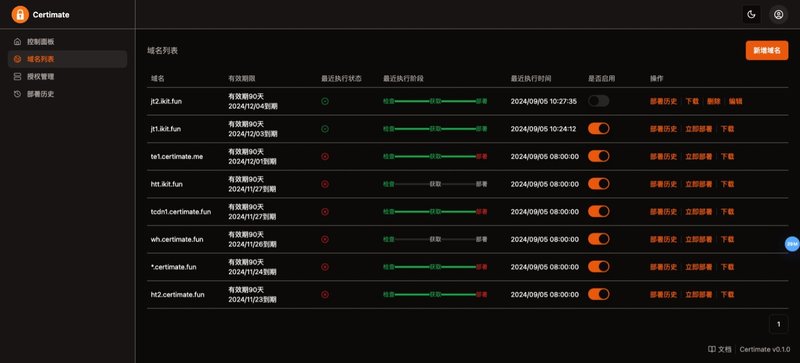 Certimate
控制面板
域名列表
授权管理
部署历史
域名列表
新增域名
域名 有效期限 最近执行状态 最近执行阶段 最近执行时间 是否启用 操作
jt2.ikit.fun 有效期90天 检查 获取 部署 2024/09/05 10:27:35 部署历史 下载 删除 编辑
2024/12/04到期
jt1.ikit.fun 有效期90天 检查 获取 部署 2024/09/05 10:24:12 部署历史 立即部署 下载
2024/12/03到期
te1.certimate.me 有效期90天 检查 获取 部署 2024/09/05 08:00:00 部署历史 立即部署 下载
2024/12/01到期
htt.ikit.fun 有效期90天 检查 获取 部署 2024/09/05 08:00:00 部署历史 立即部署 下载
2024/11/27到期
tcdn1.certimate.fun 有效期90天 检查 获取 部署 2024/09/05 08:00:00 部署历史 立即部署 下载
2024/11/27到期
wh.certimate.fun 有效期90天 检查 获取 部署 2024/09/05 08:00:00 部署历史 立即部署 下载
2024/11/26到期
*.certimate.fun 有效期90天 检查 获取 部署 2024/09/05 08:00:00 部署历史 立即部署 下载
2024/11/24到期
ht2.certimate.fun 有效期90天 检查 获取 部署 2024/09/05 08:00:00 部署历史 立即部署 下载
2024/11/23到期
1
文档 Certimate v0.1.0